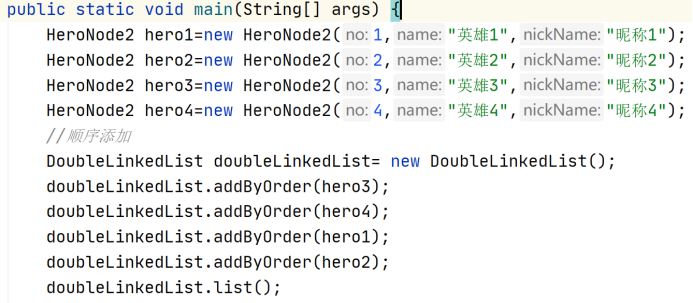 public static void main(String[] args) {
HeroNode2 hero1=new HeroNode2( no: 1, name: "英雄1", nickName: "昵称1");
HeroNode2 hero2=new HeroNode2( no: 2, name: "英雄2", nickName: "昵称2");
HeroNode2 hero3=new HeroNode2( no: 3, name: "英雄3", nickName: "昵称3");
HeroNode2 hero4=new HeroNode2( no: 4, name: "英雄4", nickName: "昵称4");
//顺序添加
DoubleLinkedList doubleLinkedList= new DoubleLinkedList();
doubleLinkedList.addByOrder(hero3);
doubleLinkedList.addByOrder(hero4);
doubleLinkedList.addByOrder(hero1);
doubleLinkedList.addByOrder(hero2);
doubleLinkedList.list();